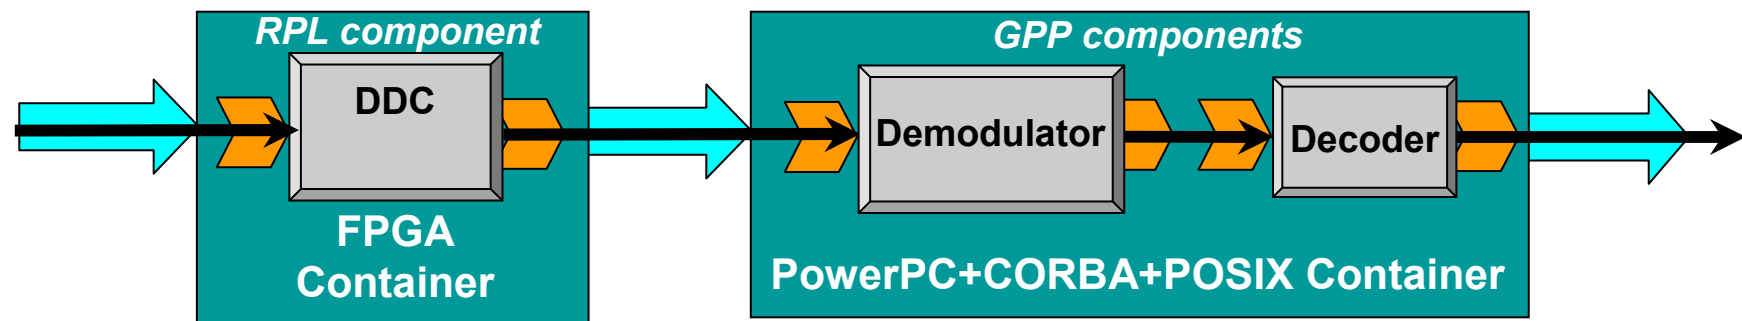 RPL component
DDC
FPGA
Container
GPP components
Demodulator
Decoder
PowerPC+CORBA+POSIX Container